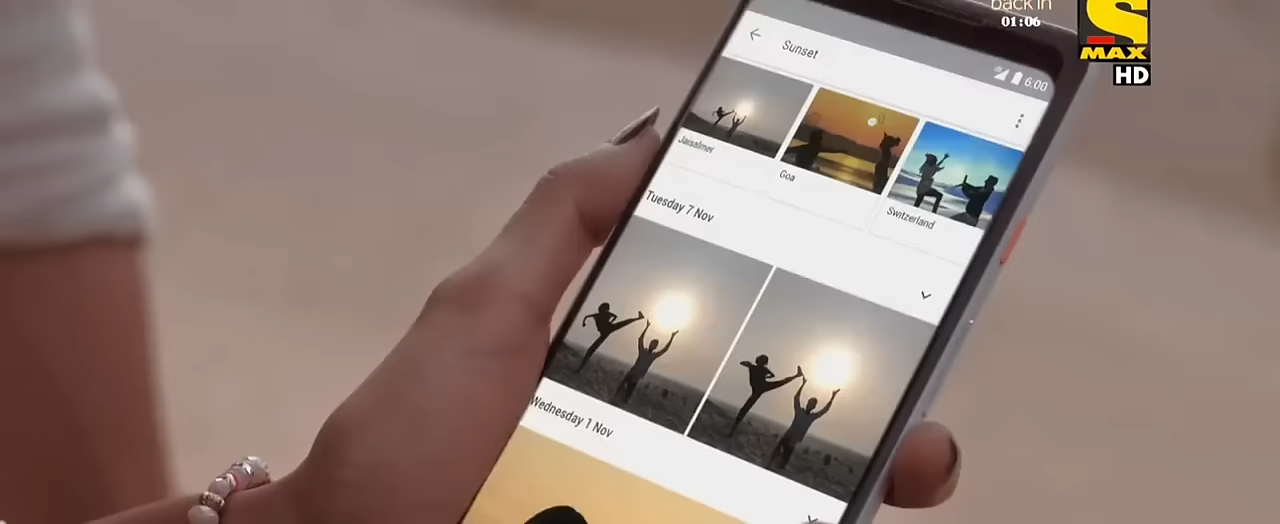 back in
01:06
S
MAX
HD
Sunset
6:00
Jaisalmer
Goa
Switzerland
Tuesday 7 Nov
Wednesday 1 Nov